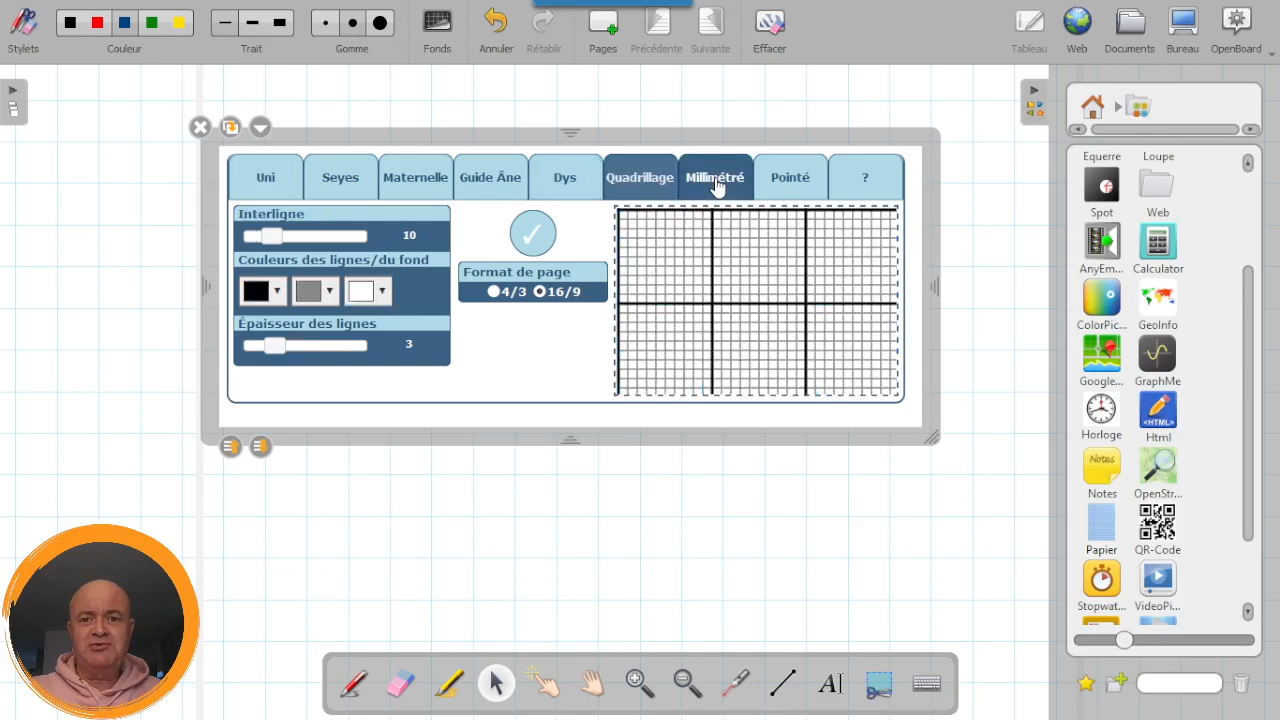 Stylets Couleur Trait Gomme Fonds Annuler Rétablir Pages Précédente Suivante Effacer Tableau Web Documents Bureau OpenBoard
Uni Seyes Maternelle Guide Âne Dys Quadrillage Millimétré Pointé ?
Interligne
10
Couleurs des lignes/du fond
Épaisseur des lignes
3
✓
Format de page
4/3 16/9
Equerre Loupe
Spot Web
AnyEm... Calculator
ColorPic... GeoInfo
Google... GraphMe
Horloge Html
<HTML>
Notes
Notes OpenStr...
Papier QR-Code
Stopwat... VideoPi...
AI